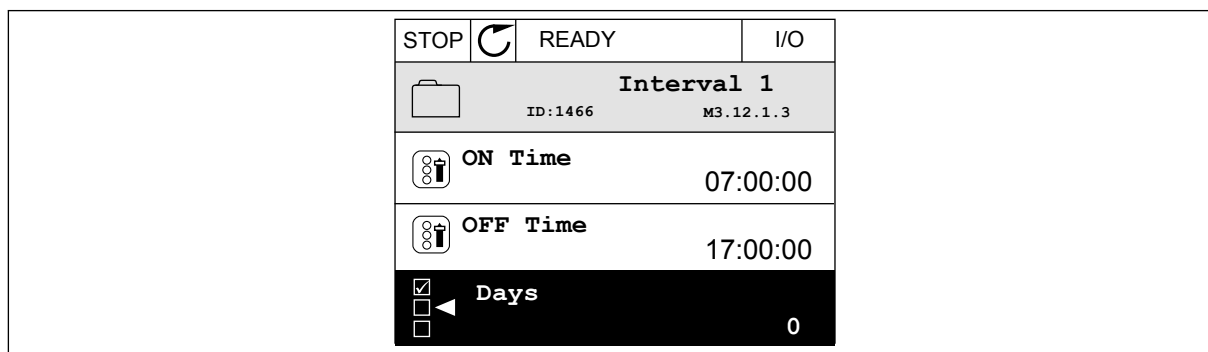 STOP READY I/O
Interval 1
ID:1466 M3.12.1.3
ON Time
07:00:00
OFF Time
17:00:00
Days
0